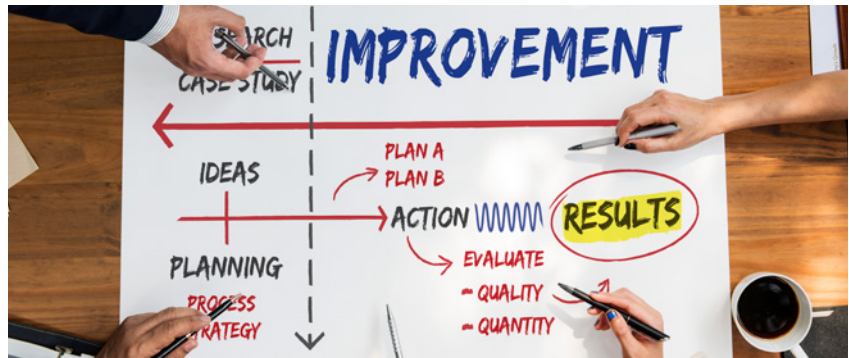 IMPROVEMENT
CASE STUDY
IDEAS
PLAN A
PLAN B
ACTION
RESULTS
PLANNING
EVALUATE
PROCESS
- QUALITY
- QUANTITY